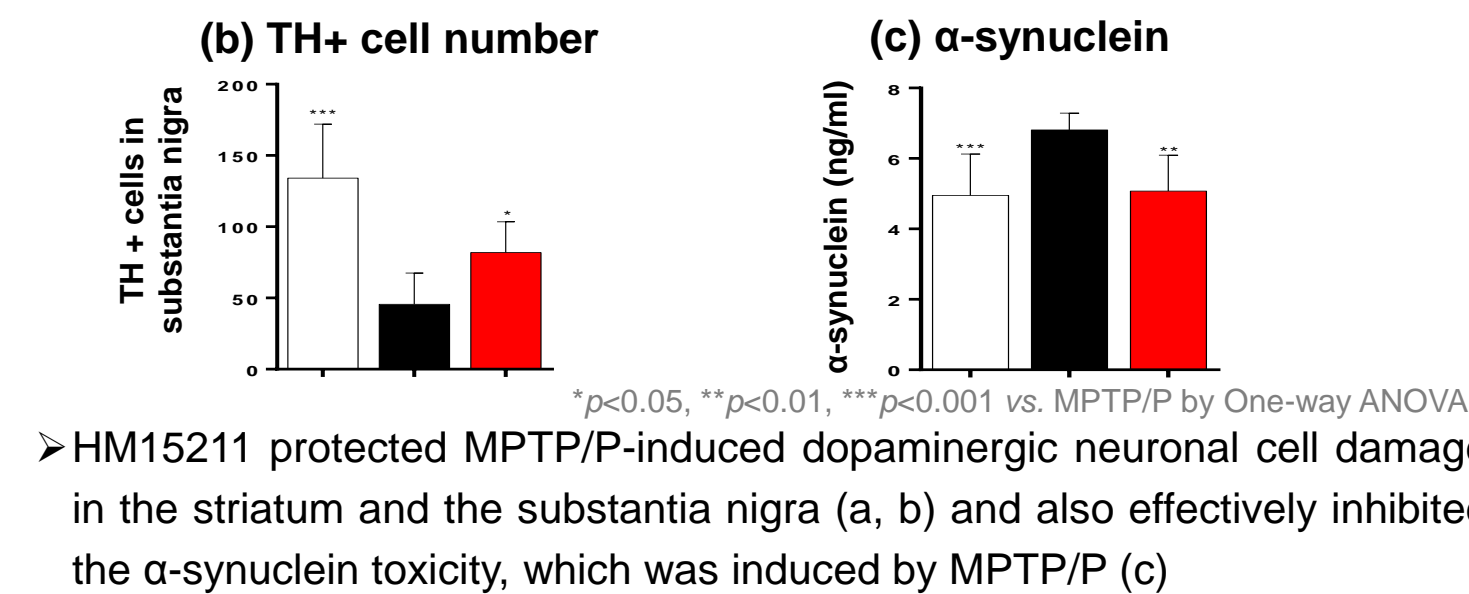 (b) TH+ cell number
(c) α-synuclein
TH + cells in
substantia nigra
200
150
100
50
0
***
*
α-synuclein (ng/ml)
8
6
4
2
0
***
**
*p<0.05, **p<0.01, ***p<0.001 vs. MPTP/P by One-way ANOVA
➢HM15211 protected MPTP/P-induced dopaminergic neuronal cell damage
in the striatum and the substantia nigra (a, b) and also effectively inhibited
the α-synuclein toxicity, which was induced by MPTP/P (c)